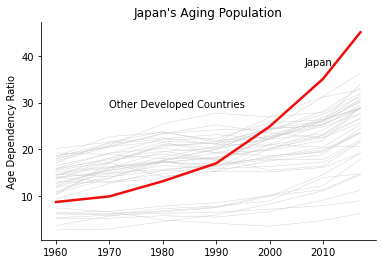 Japan's Aging Population
Age Dependency Ratio
40
30
20
10
Japan
Other Developed Countries
1960
1970
1980
1990
2000
2010